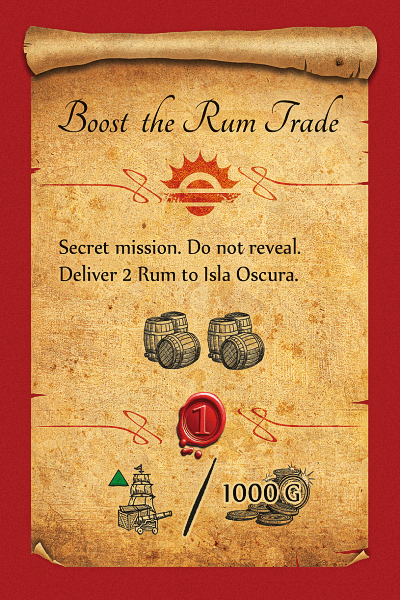 Boost the Rum Trade
Secret mission. Do not reveal.
Deliver 2 Rum to Isla Oscura.
1
/ 1000 G